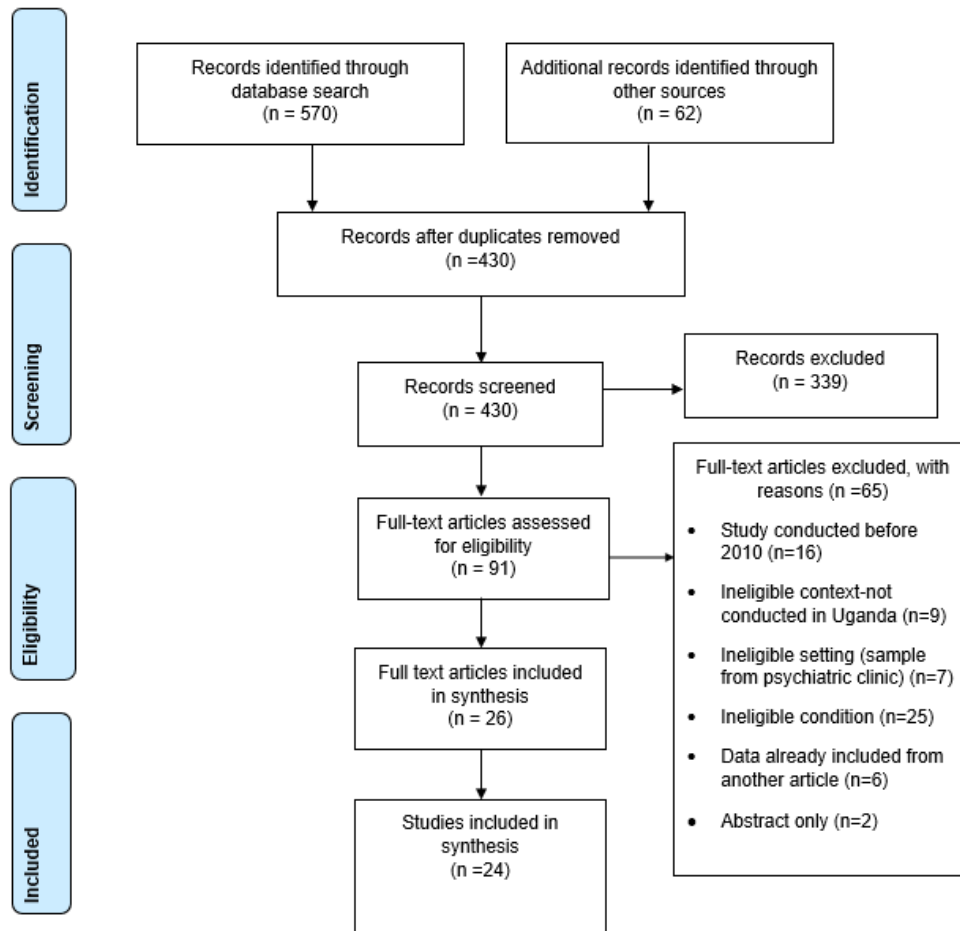 Identification
Records identified through
database search
(n = 570)
Additional records identified through
other sources
(n = 62)
Records after duplicates removed
(n =430)
Screening
Records screened
(n = 430)
Records excluded
(n = 339)
Eligibility
Full-text articles assessed
for eligibility
(n = 91)
Full-text articles excluded, with
reasons (n =65)
• Study conducted before
2010 (n=16)
• Ineligible context-not
conducted in Uganda (n=9)
• Ineligible setting (sample
from psychiatric clinic) (n=7)
• Ineligible condition (n=25)
• Data already included from
another article (n=6)
• Abstract only (n=2)
Full text articles included
in synthesis
(n = 26)
Included
Studies included in
synthesis
(n =24)